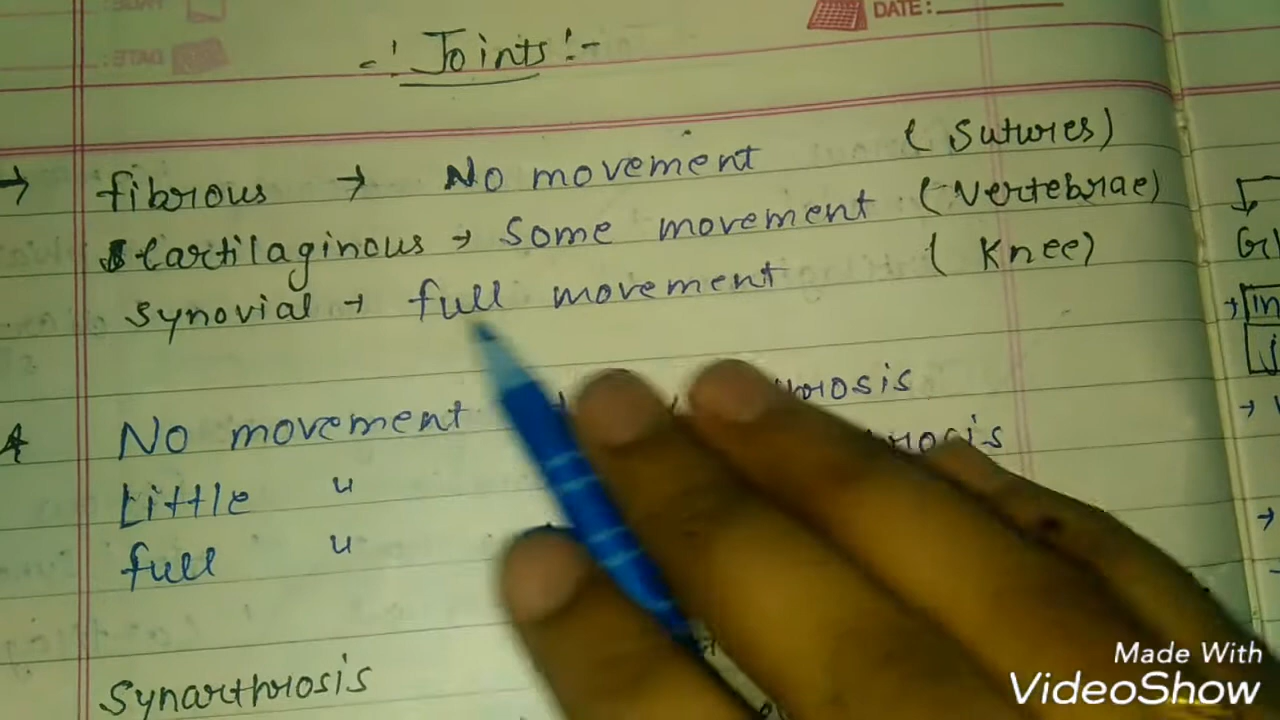 DATE:
-'Joints!-
→ fibrous → No movement (Sutures)
Cartilaginous → Some movement (Vertebrae)
Synovial → full movement (Knee)
No movement
Little "
full "
Synarthrosis
Made With
VideoShow